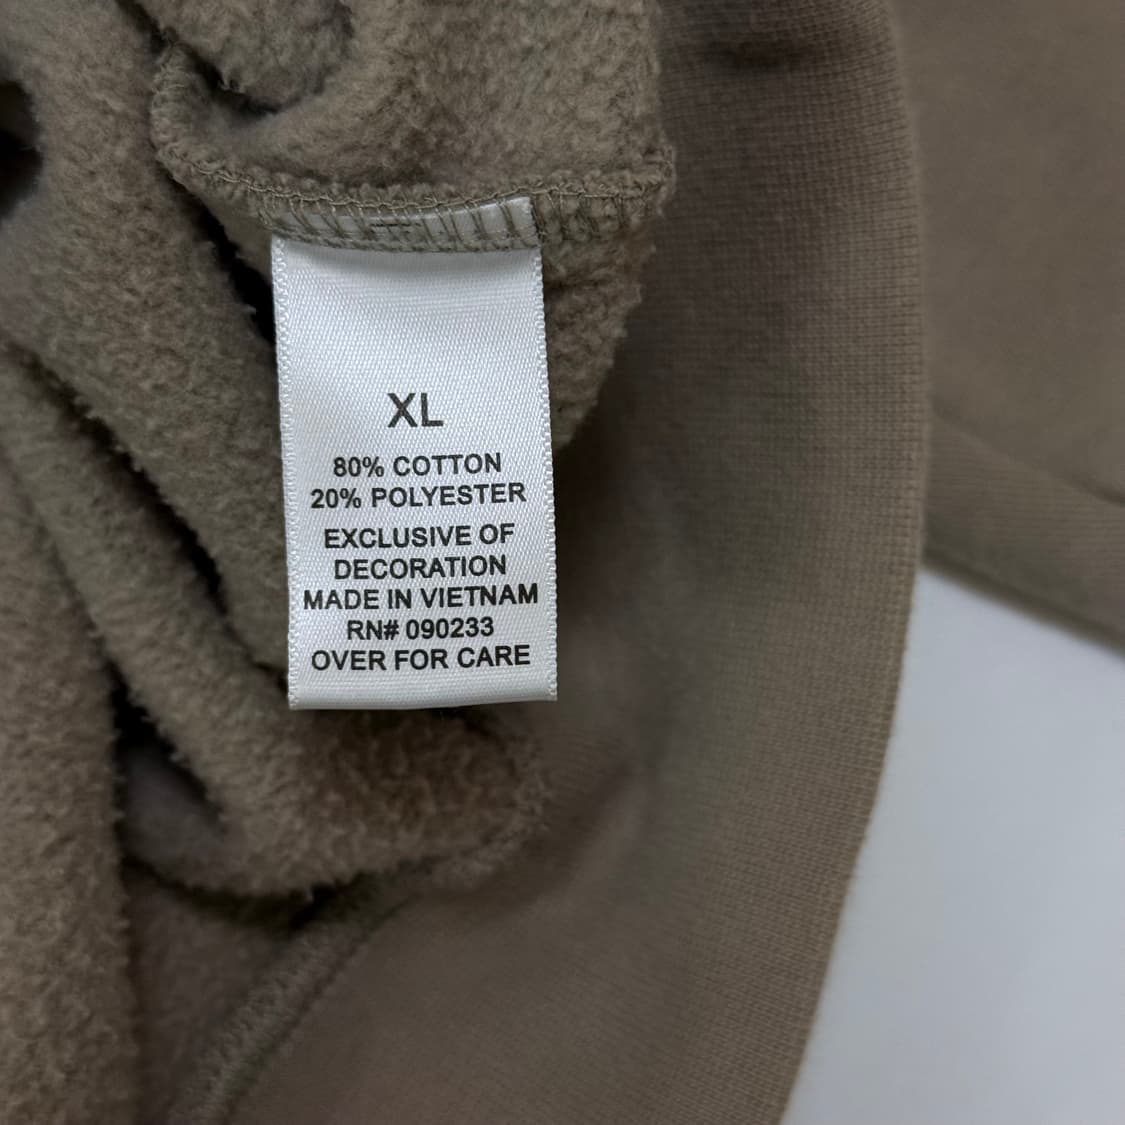 XL
80% COTTON
20% POLYESTER
EXCLUSIVE OF
DECORATION
MADE IN VIETNAM
RN# 090233
OVER FOR CARE